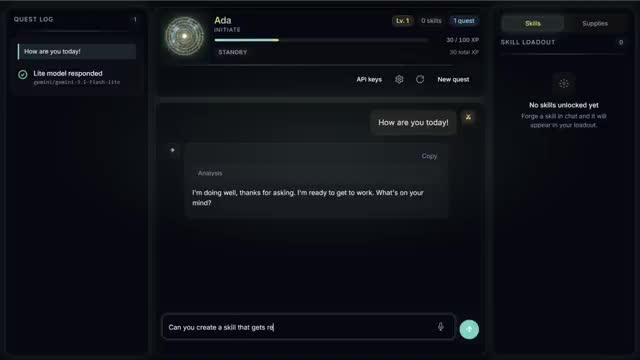 QUEST LOG 1
How are you today!
Lite model responded
gemini/gemini-3.1-flash-lite
Ada
Lv. 1 0 skills 1 quest
INITIATE
30 / 100 XP
STANDBY 30 total XP
API keys New quest
How are you today!
Copy
Analysis
I'm doing well, thanks for asking. I'm ready to get to work. What's on your
mind?
Can you create a skill that gets re
Skills Supplies
SKILL LOADOUT 0
No skills unlocked yet
Forge a skill in chat and it will
appear in your loadout.